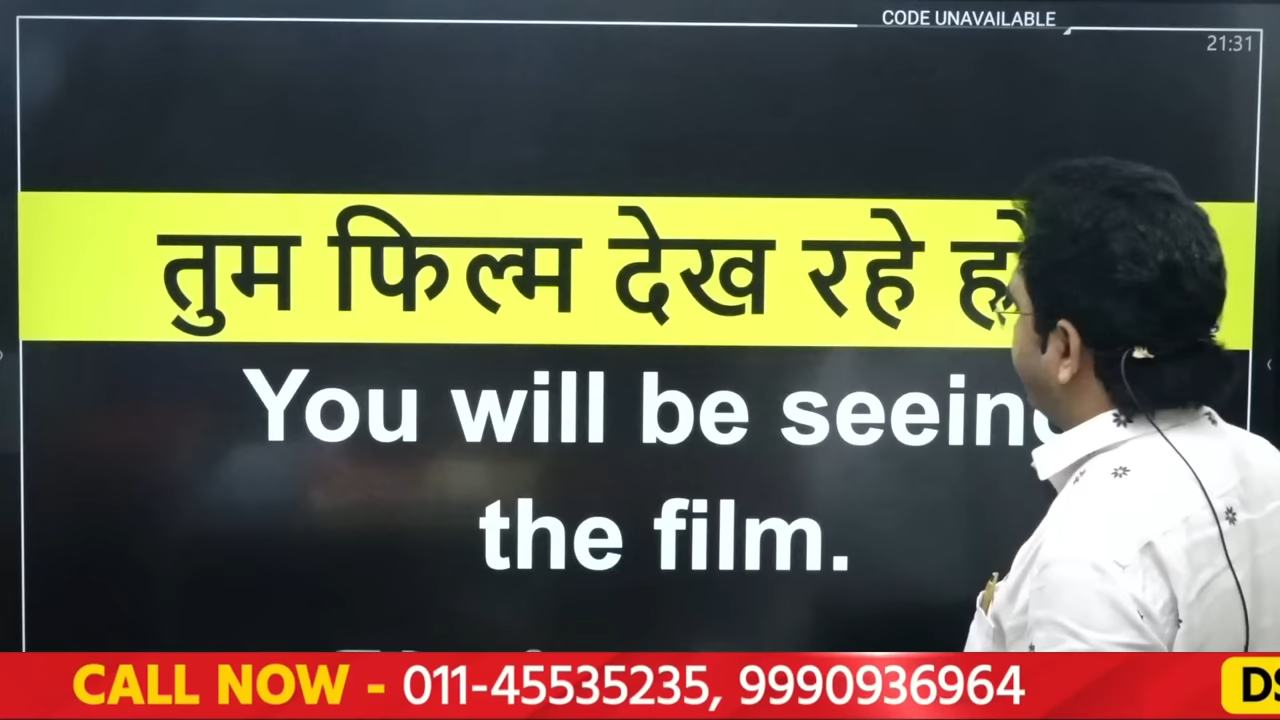 CODE UNAVAILABLE
21:31
तुम फिल्म देख रहे
You will be
the film.
CALL NOW - 011-45535235, 9990936964